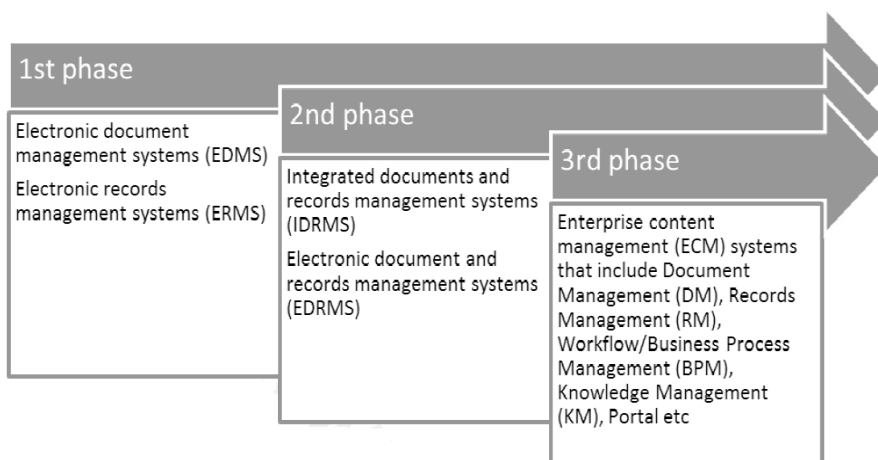 1st phase
Electronic document
management systems (EDMS)
Electronic records
management systems (ERMS)
2nd phase
Integrated documents and
records management systems
(IDRMS)
Electronic document and
records management systems
(EDRMS)
3rd phase
Enterprise content
management (ECM) systems
that include Document
Management (DM), Records
Management (RM),
Workflow/Business Process
Management (BPM),
Knowledge Management
(KM), Portal etc